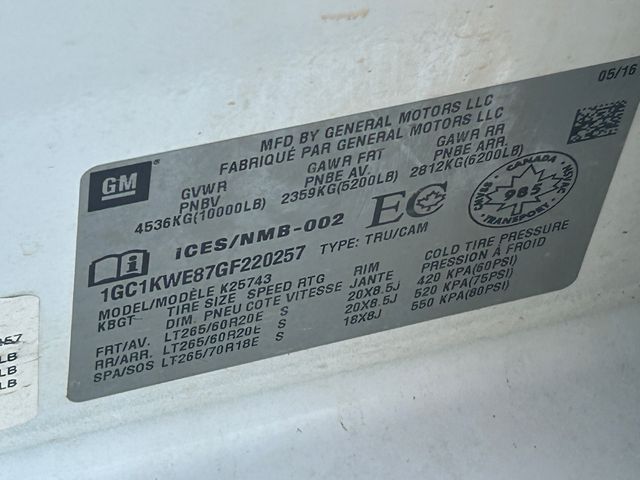 05/16
MFD BY GENERAL MOTORS LLC
FABRIQUÉ PAR GENERAL MOTORS LLC
GM
GVWR GAWR FRT GAWR RR
PNBV PNBE AV. PNBE ARR.
4536KG(10000LB) 2359KG(5200LB) 2812KG(6200LB)
ICES/NMB-002 EC
CANADA
985
TRANSPORT
1GC1KWE87GF220257 TYPE: TRU/CAM
MODEL/MODÈLE K25743
KBGT- TIRE SIZE SPEED RTG RIM COLD TIRE PRESSURE
DIM. PNEU COTE VITESSE JANTE PRESSION À FROID
FRT/AV. LT265/60R20E S 20X8.5J 420 KPA(60PSI)
RR/ARR. LT265/60R20E S 20X8.5J 520 KPA(75PSI)
SPA/SOS LT265/70R18E S 18X8J 550 KPA(80PSI)
LB
LB
LB